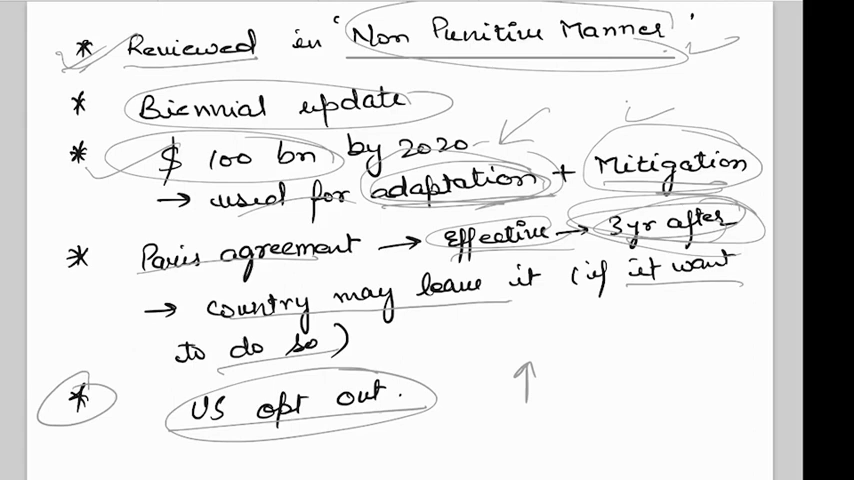 * Reviewed in 'Non Punitive Manner'
* Biennial update
* $ 100 bn by 2020
→ used for adaptation + Mitigation
* Paris agreement → Effective → 3yr after
→ country may leave it (if it want
to do so)
* US opt out.